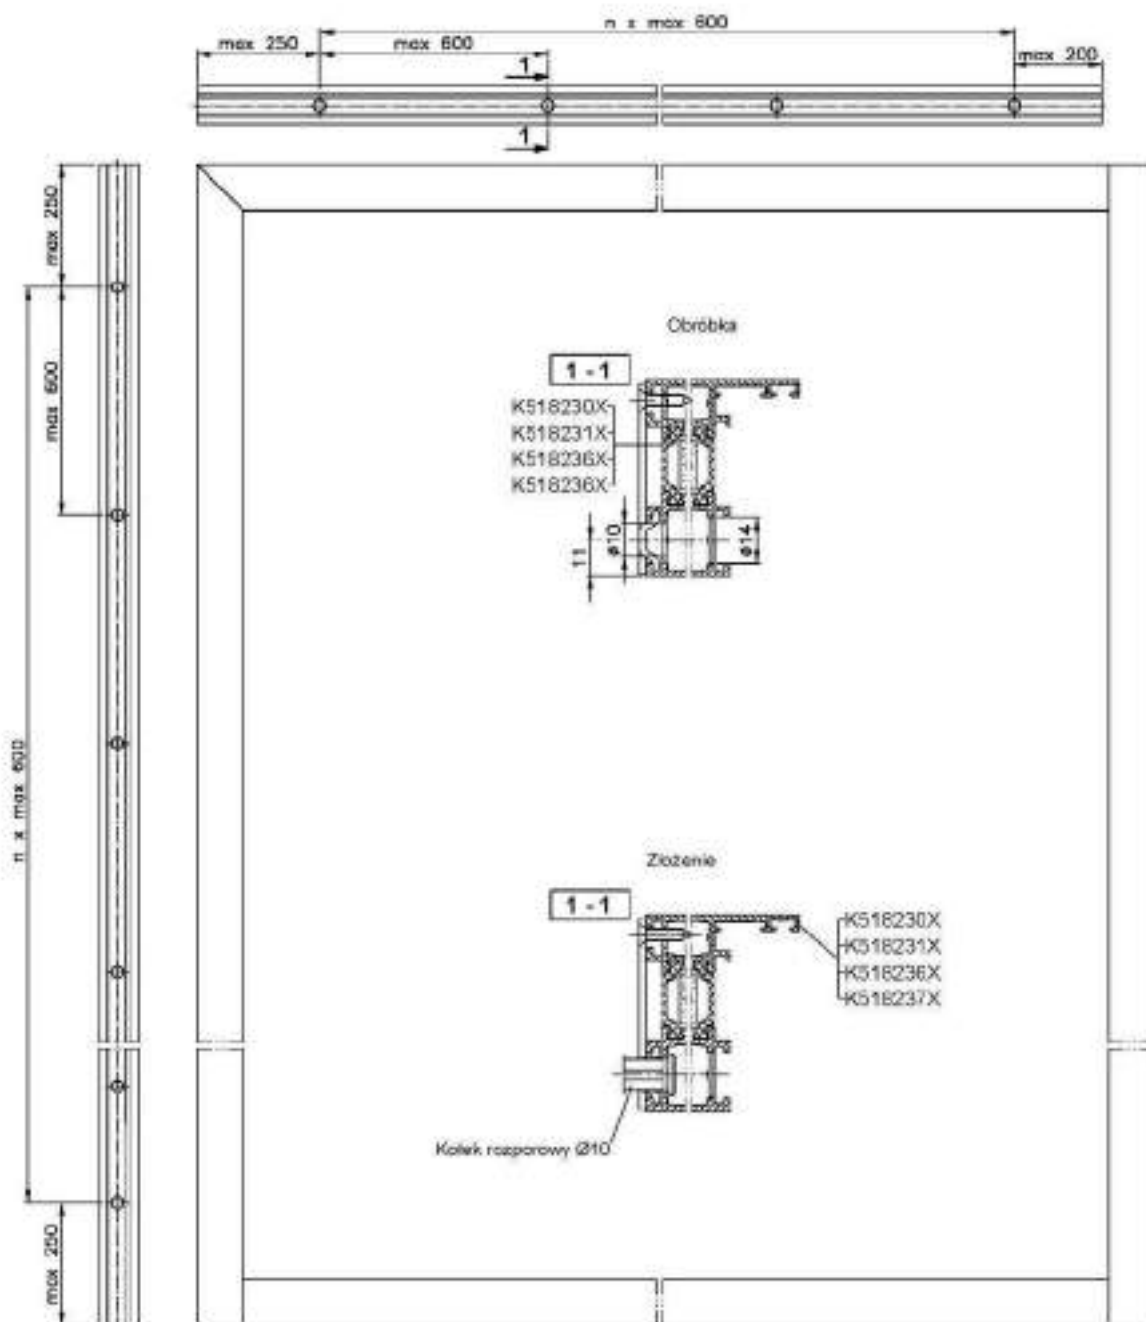 n x max 600
max 250
max 600
max 200
1
1
max 250
max 600
n x max 600
max 250
Obróbka
1 - 1
K518230X
K518231X
K518236X
K518236X
ø10
11
ø14
Złożenie
1 - 1
K518230X
K518231X
K518236X
K518237X
Kołek rozporowy Ø10